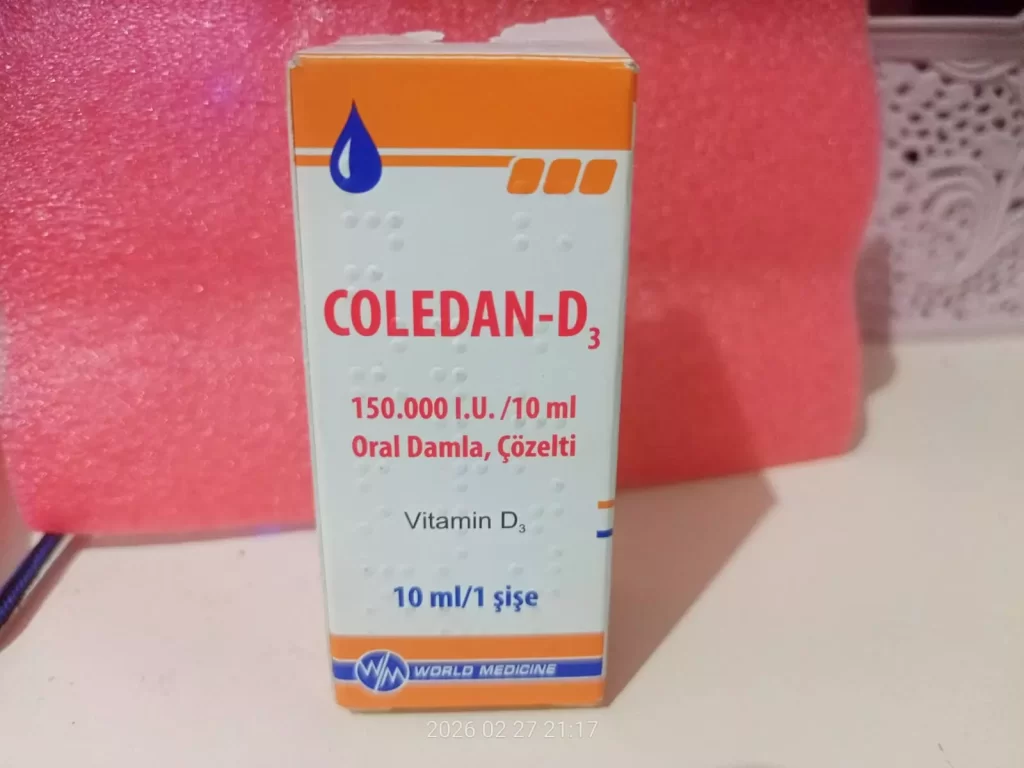 COLEDAN-D₃
150.000 I.U. /10 ml
Oral Damla, Çözelti
Vitamin D₃
10 ml/1 şişe
WM WORLD MEDICINE
2026 02 27 21:17